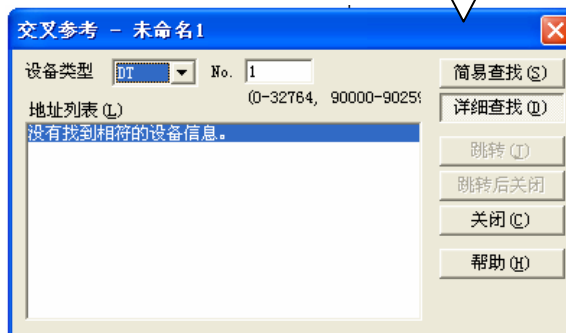 交叉参考 - 未命名1
设备类型 DT No. 1 简易查找(S)
(0-32764, 90000-90259
地址列表(L) 详细查找(D)
没有找到相符的设备信息。
跳转(J)
跳转后关闭
关闭(C)
帮助(H)